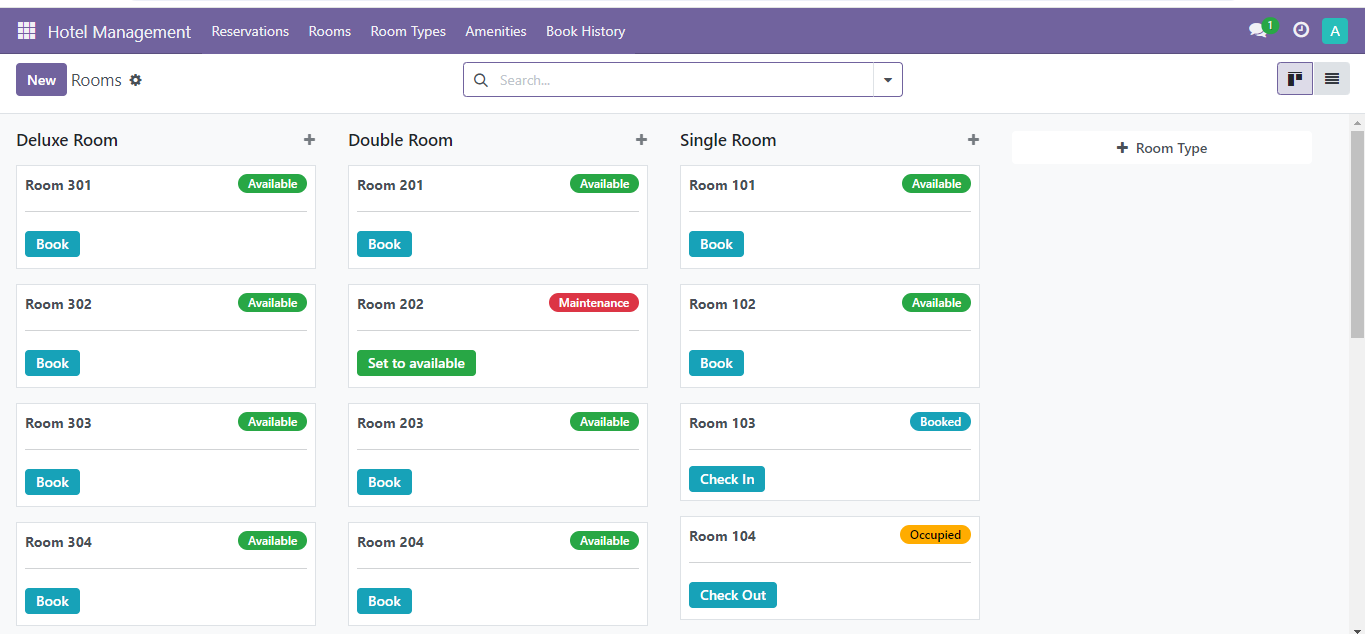 Hotel Management Reservations Rooms Room Types Amenities Book History 1 A
New Rooms Search...
Deluxe Room
Room 301 Available
Book
Room 302 Available
Book
Room 303 Available
Book
Room 304 Available
Book
Double Room
Room 201 Available
Book
Room 202 Maintenance
Set to available
Room 203 Available
Book
Room 204 Available
Book
Single Room
Room 101 Available
Book
Room 102 Available
Book
Room 103 Booked
Check In
Room 104 Occupied
Check Out
Room Type